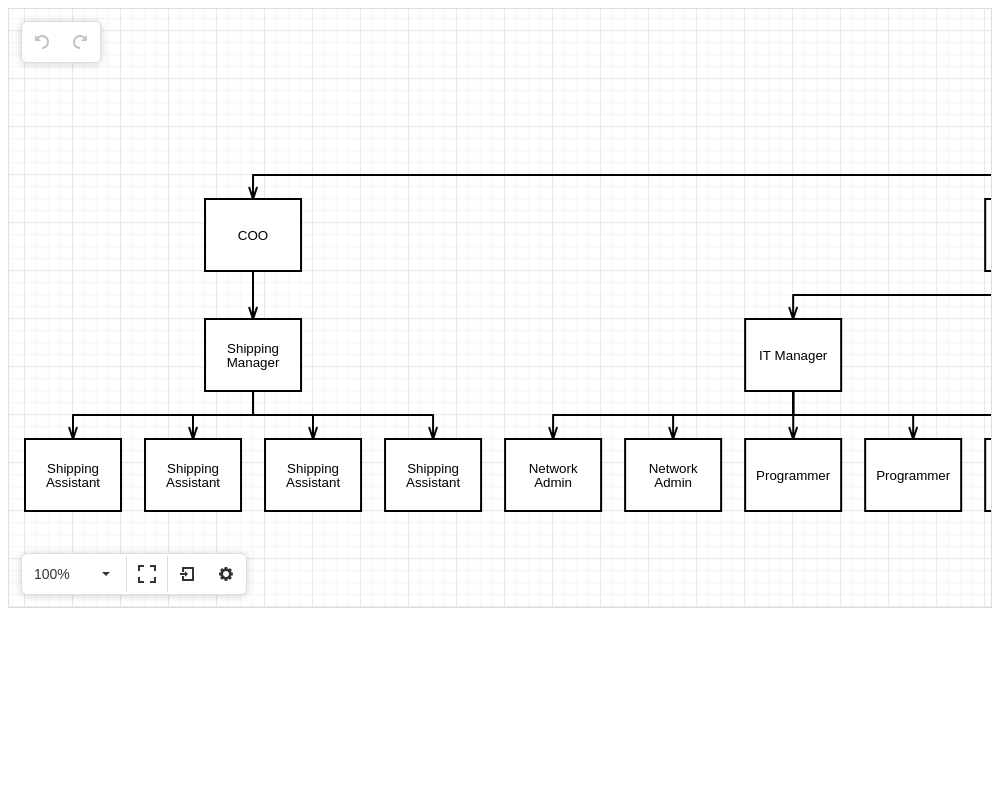 COO
Shipping
Manager
IT Manager
Shipping
Assistant
Shipping
Assistant
Shipping
Assistant
Shipping
Assistant
Network
Admin
Network
Admin
Programmer
Programmer
100%